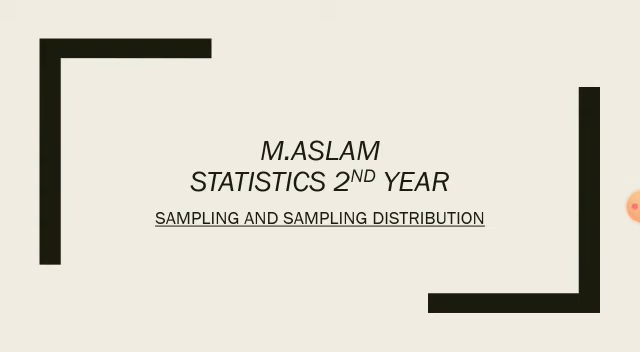 M.ASLAM
STATISTICS 2ND YEAR
SAMPLING AND SAMPLING DISTRIBUTION